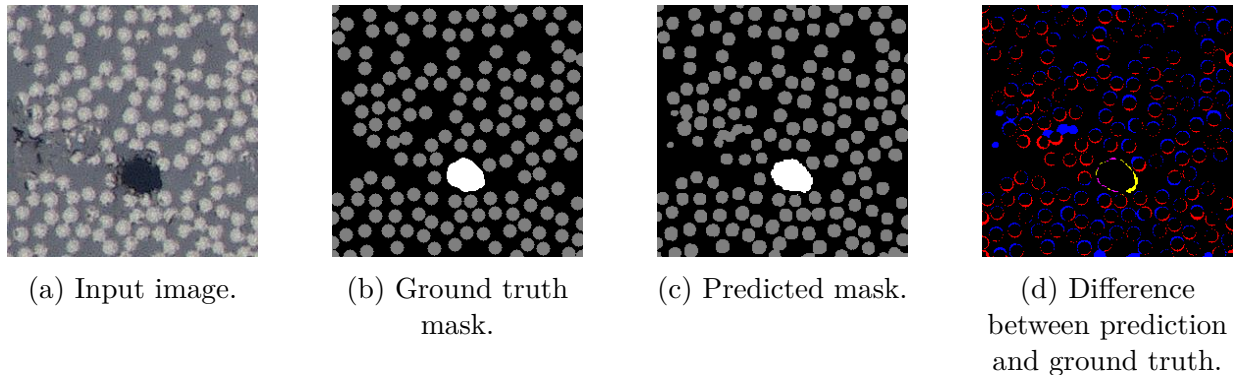 (a) Input image.
(b) Ground truth
mask.
(c) Predicted mask.
(d) Difference
between prediction
and ground truth.